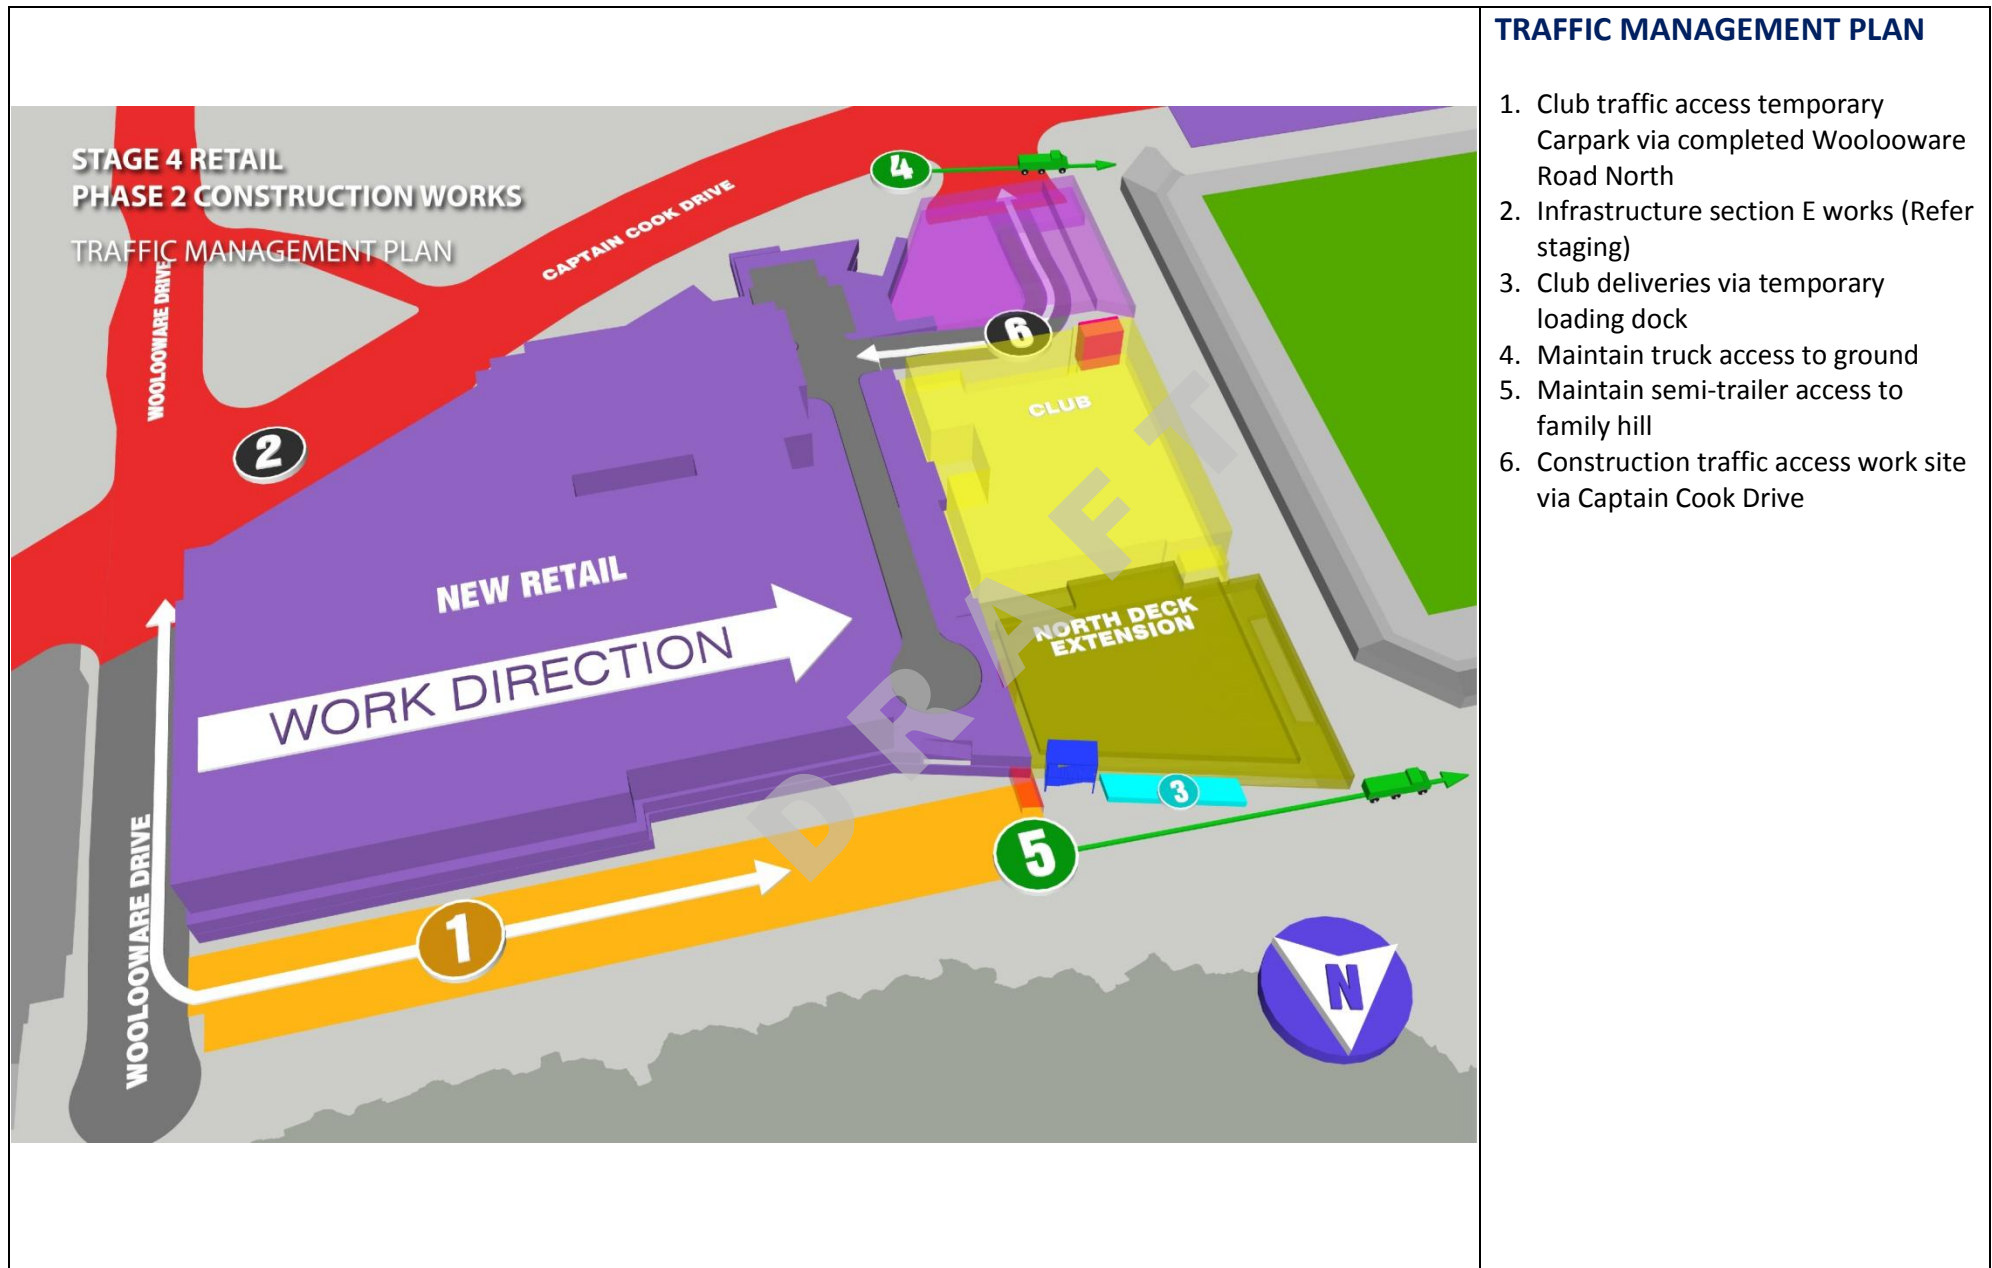 STAGE 4 RETAIL
PHASE 2 CONSTRUCTION WORKS
TRAFFIC MANAGEMENT PLAN
WOOLOOWARE DRIVE
CAPTAIN COOK DRIVE
4
6
2
CLUB
NEW RETAIL
WORK DIRECTION
NORTH DECK
EXTENSION
3
5
1
WOOLOOWARE DRIVE
N
DRAFT
TRAFFIC MANAGEMENT PLAN
1. Club traffic access temporary
Carpark via completed Woolooware
Road North
2. Infrastructure section E works (Refer
staging)
3. Club deliveries via temporary
loading dock
4. Maintain truck access to ground
5. Maintain semi-trailer access to
family hill
6. Construction traffic access work site
via Captain Cook Drive